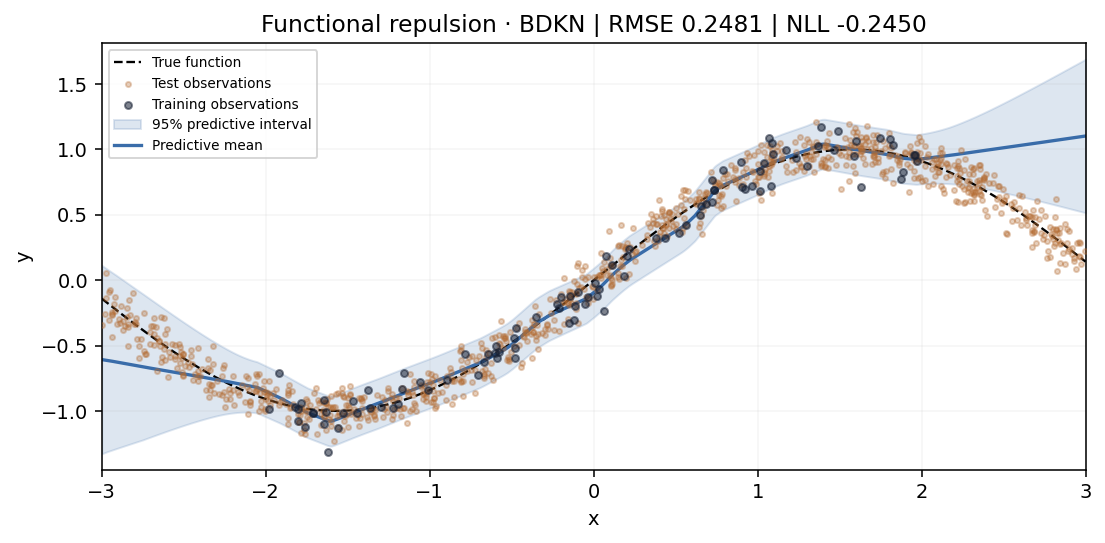 Functional repulsion · BDKN | RMSE 0.2481 | NLL -0.2450
True function
Test observations
Training observations
95% predictive interval
Predictive mean
y
1.5
1.0
0.5
0.0
−0.5
−1.0
−3
−2
−1
0
1
2
3
x